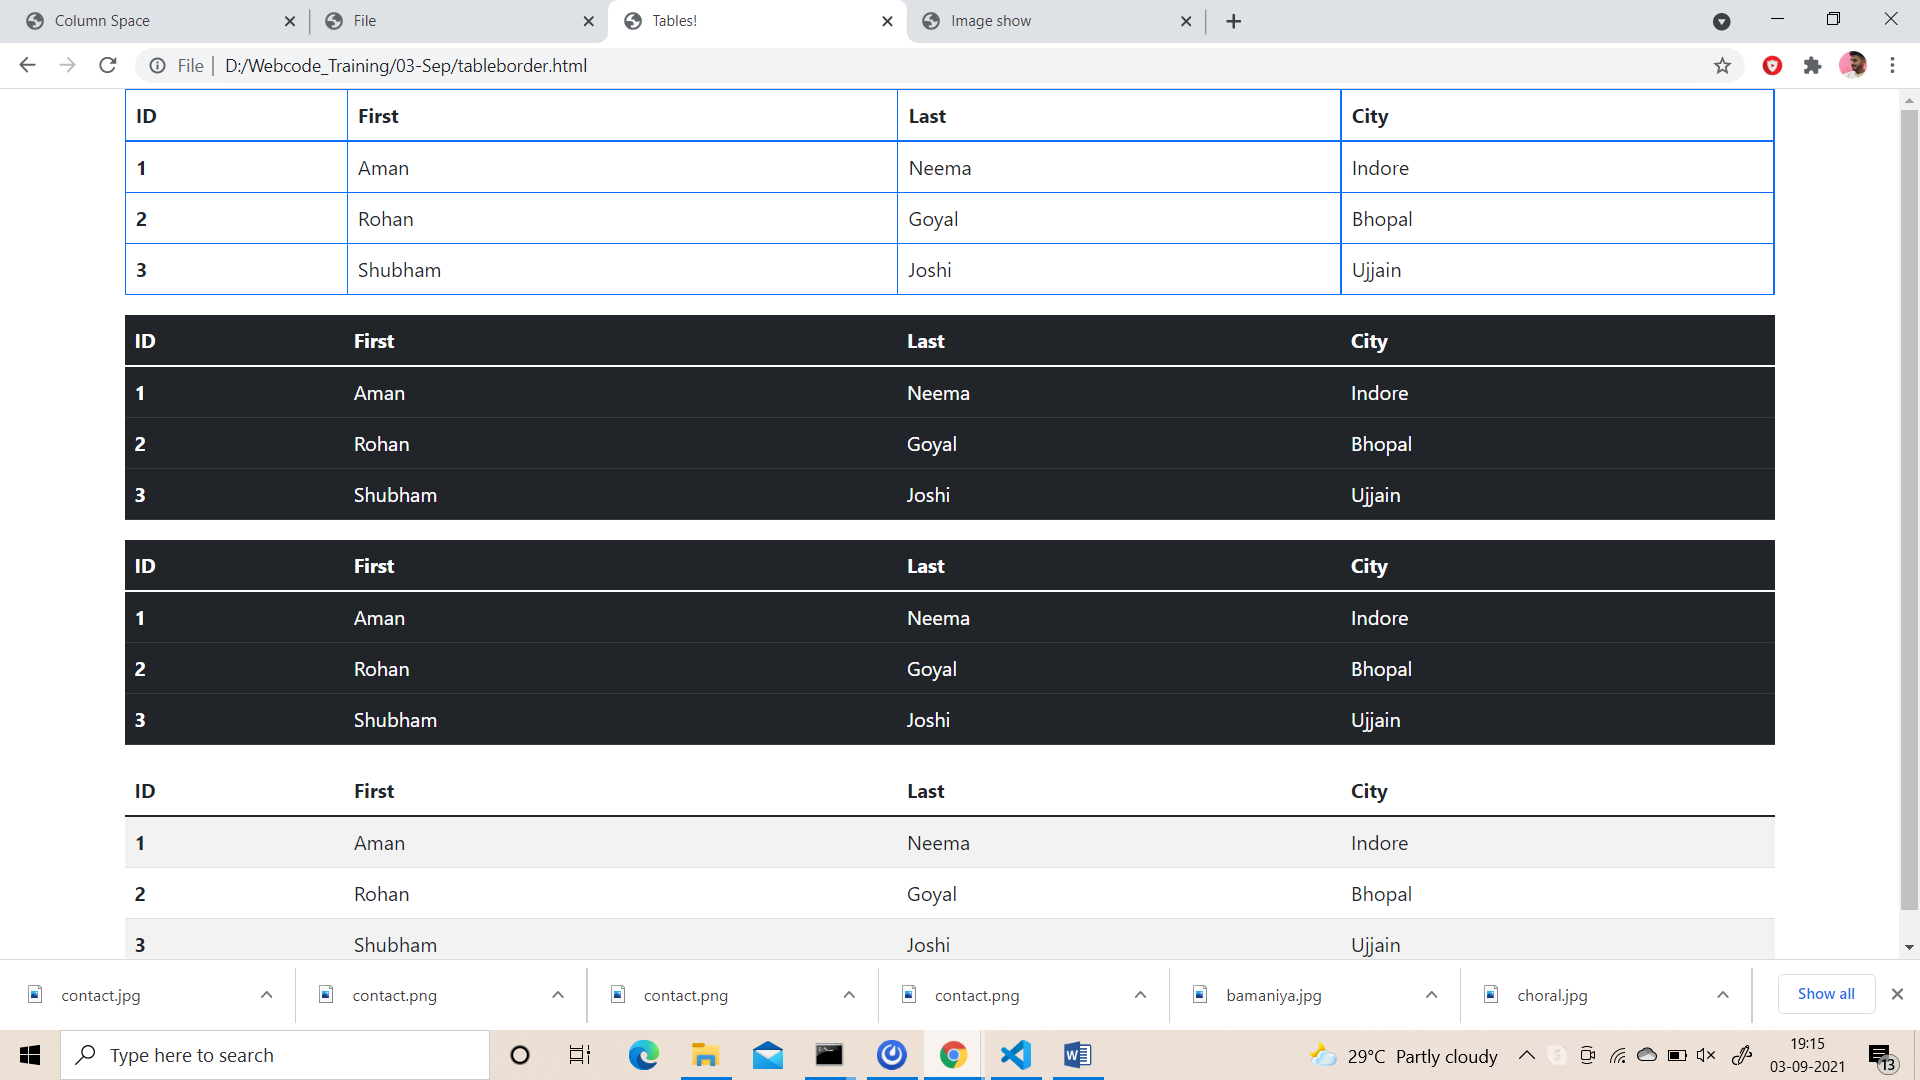 Column Space File Tables! Image show
File D:/Webcode_Training/03-Sep/tableborder.html
ID First Last City
1 Aman Neema Indore
2 Rohan Goyal Bhopal
3 Shubham Joshi Ujjain
ID First Last City
1 Aman Neema Indore
2 Rohan Goyal Bhopal
3 Shubham Joshi Ujjain
ID First Last City
1 Aman Neema Indore
2 Rohan Goyal Bhopal
3 Shubham Joshi Ujjain
ID First Last City
1 Aman Neema Indore
2 Rohan Goyal Bhopal
3 Shubham Joshi Ujjain
contact.jpg contact.png contact.png contact.png bamaniya.jpg choral.jpg Show all
Type here to search 29°C Partly cloudy 19:15
03-09-2021 13